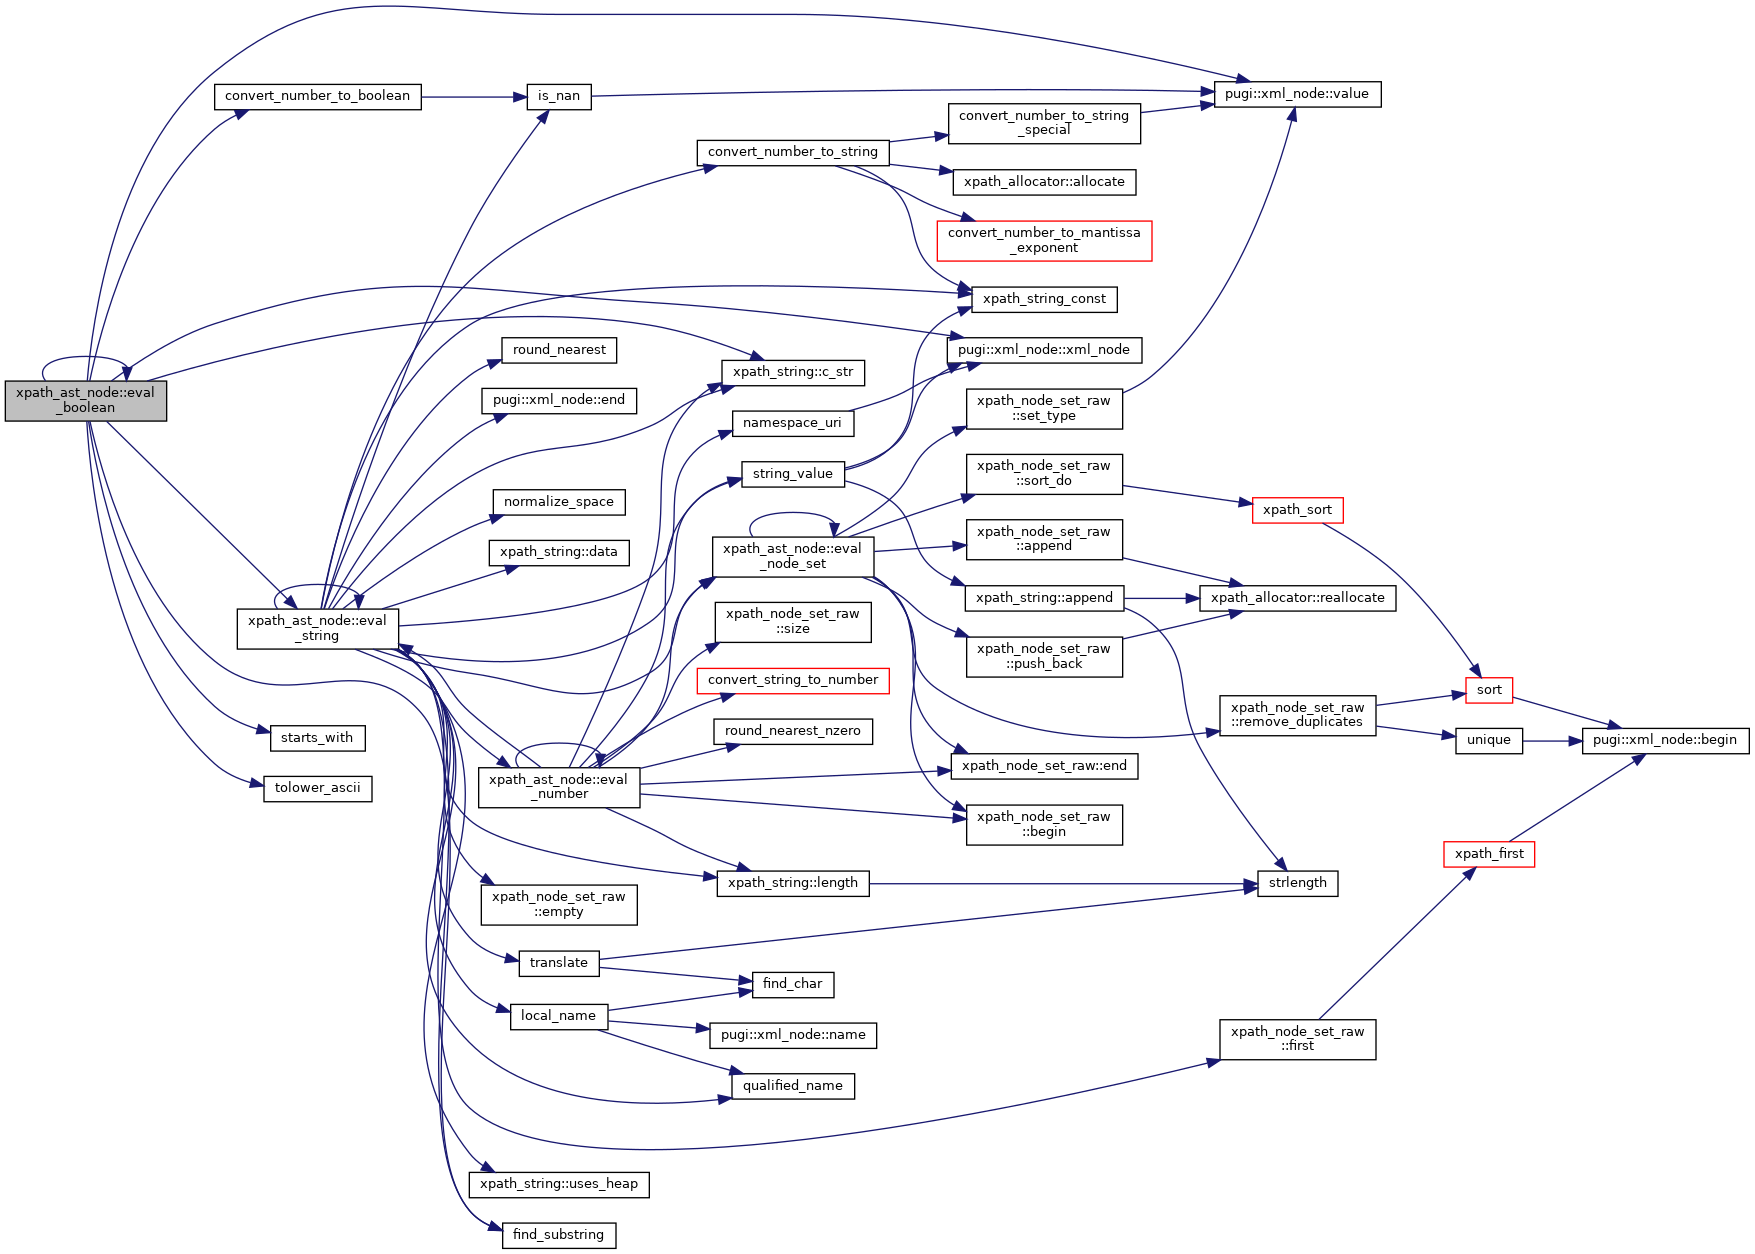 xpath_ast_node::eval
_boolean
convert_number_to_boolean
is_nan
pugi::xml_node::value
convert_number_to_string
convert_number_to_string
_special
xpath_allocator::allocate
convert_number_to_mantissa
_exponent
xpath_string_const
pugi::xml_node::xml_node
round_nearest
xpath_string::c_str
pugi::xml_node::end
namespace_uri
xpath_node_set_raw
::set_type
string_value
xpath_node_set_raw
::sort_do
normalize_space
xpath_sort
xpath_string::data
xpath_ast_node::eval
_node_set
xpath_node_set_raw
::append
xpath_string::append
xpath_allocator::reallocate
xpath_ast_node::eval
_string
xpath_node_set_raw
::size
xpath_node_set_raw
::push_back
convert_string_to_number
sort
xpath_node_set_raw
::remove_duplicates
starts_with
round_nearest_nzero
unique
pugi::xml_node::begin
tolower_ascii
xpath_ast_node::eval
_number
xpath_node_set_raw::end
xpath_node_set_raw
::begin
xpath_first
xpath_string::length
strlength
xpath_node_set_raw
::empty
translate
find_char
local_name
pugi::xml_node::name
xpath_node_set_raw
::first
qualified_name
xpath_string::uses_heap
find_substring